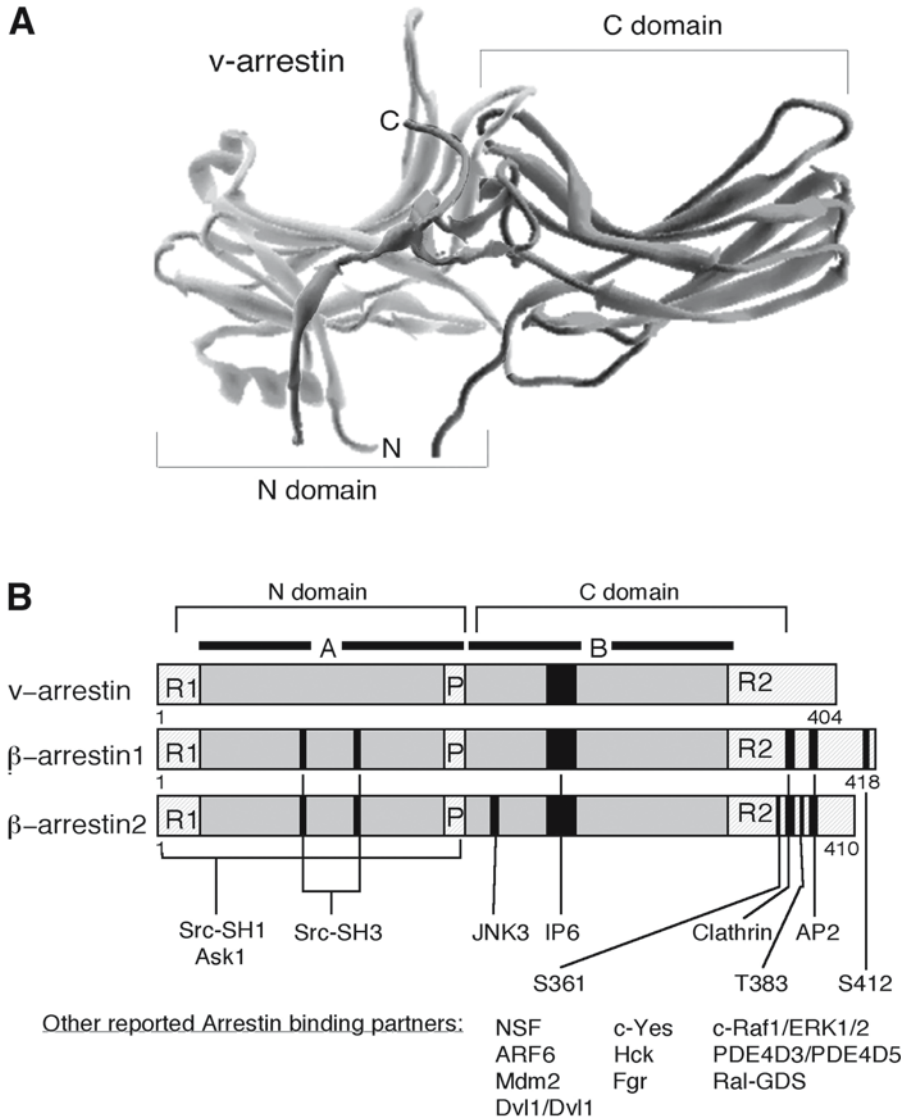 A
v-arrestin
C domain
C
N
N domain
B
N domain
C domain
A
B
v–arrestin
R1
P
R2
1
404
β–arrestin1
R1
P
R2
1
418
β–arrestin2
R1
P
R2
1
410
Src-SH1
Ask1
Src-SH3
JNK3
IP6
Clathrin
AP2
S361
T383
S412
Other reported Arrestin binding partners:
NSF c-Yes c-Raf1/ERK1/2
ARF6 Hck PDE4D3/PDE4D5
Mdm2 Fgr Ral-GDS
Dvl1/Dvl1